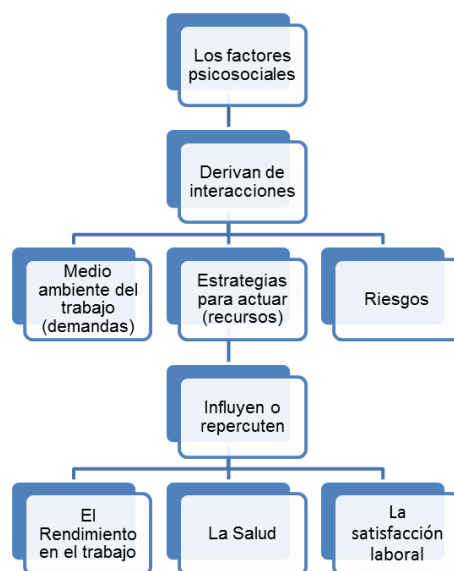 Los factores
psicosociales
Derivan de
interacciones
Medio
ambiente del
trabajo
(demandas)
Estrategias
para actuar
(recursos)
Riesgos
Influyen o
repercuten
El
Rendimiento
en el trabajo
La Salud
La
satisfacción
laboral